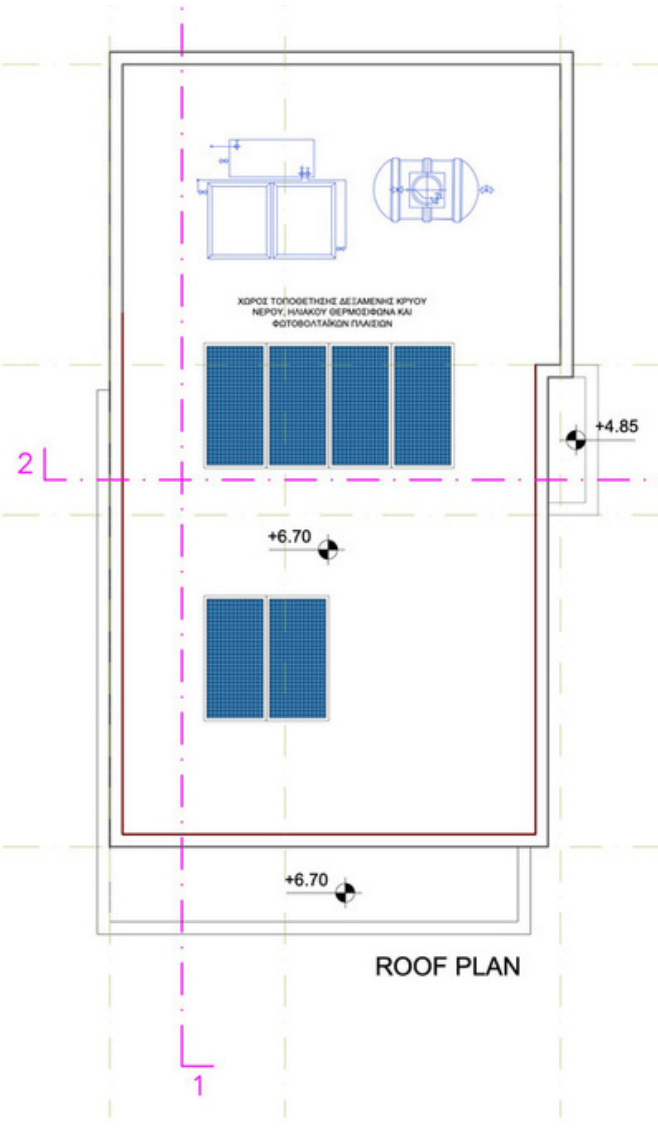 ΧΩΡΟΣ ΤΟΠΟΘΕΤΗΣΗΣ ΔΕΞΑΜΕΝΗΣ ΚΡΥΟΥ
ΝΕΡΟΥ, ΗΛΙΑΚΟΥ ΘΕΡΜΟΣΙΦΩΝΑ ΚΑΙ
ΦΩΤΟΒΟΛΤΑΪΚΩΝ ΠΛΑΙΣΙΩΝ
+4.85
2
+6.70
+6.70
ROOF PLAN
1